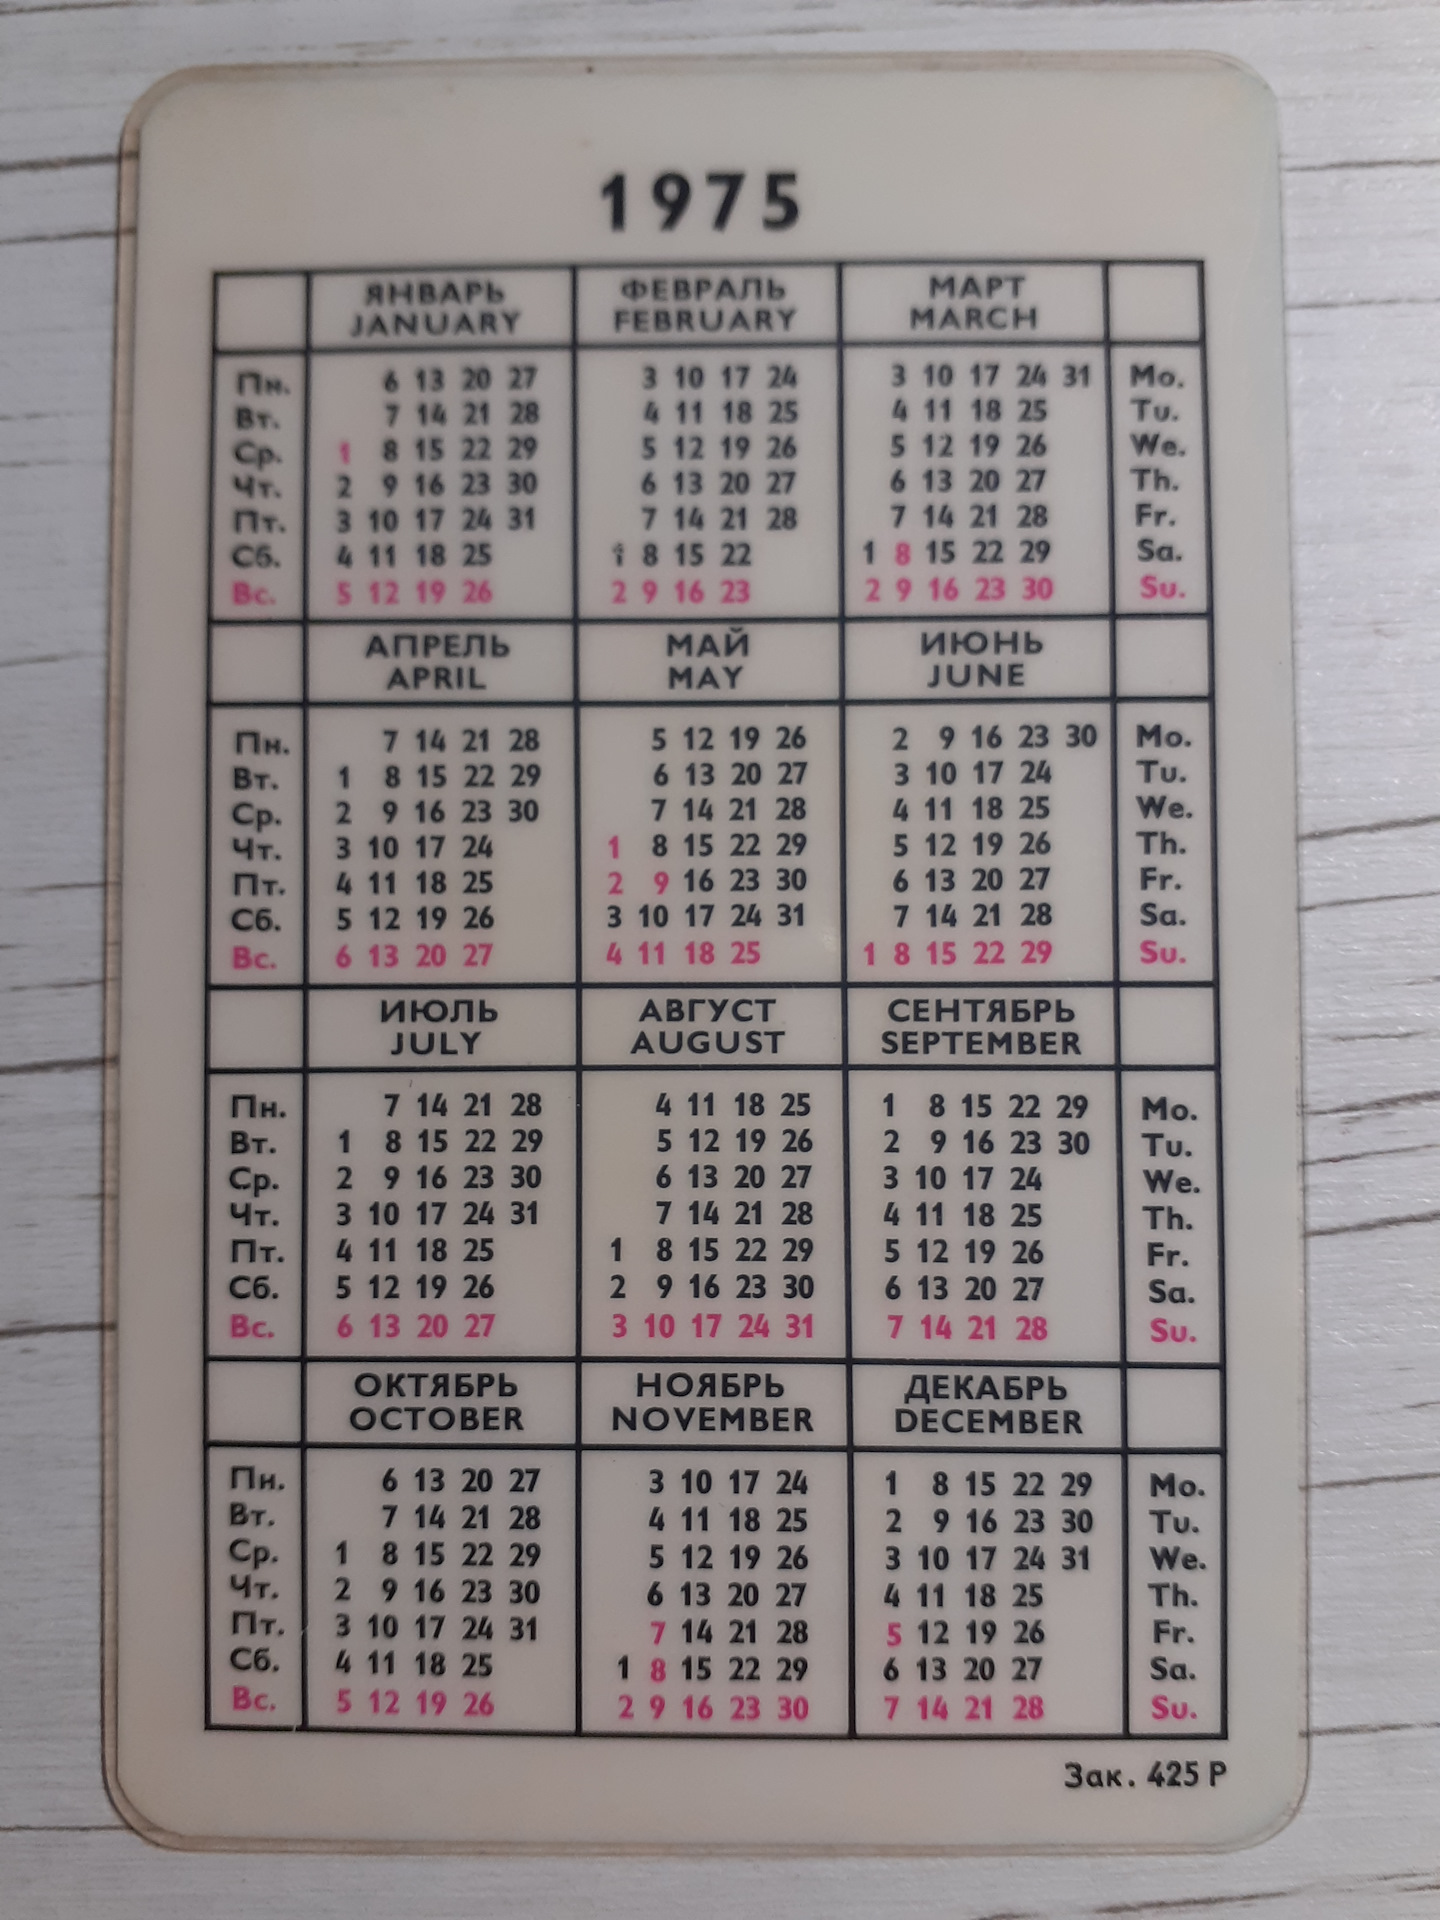 1975
ЯНВАРЬ ФЕВРАЛЬ МАРТ
JANUARY FEBRUARY MARCH
Пн. 6 13 20 27 3 10 17 24 3 10 17 24 31 Mo.
Вт. 7 14 21 28 4 11 18 25 4 11 18 25 Tu.
Ср. 1 8 15 22 29 5 12 19 26 5 12 19 26 We.
Чт. 2 9 16 23 30 6 13 20 27 6 13 20 27 Th.
Пт. 3 10 17 24 31 7 14 21 28 7 14 21 28 Fr.
Сб. 4 11 18 25 1 8 15 22 1 8 15 22 29 Sa.
Вс. 5 12 19 26 2 9 16 23 2 9 16 23 30 Su.
АПРЕЛЬ МАЙ ИЮНЬ
APRIL MAY JUNE
Пн. 7 14 21 28 5 12 19 26 2 9 16 23 30 Mo.
Вт. 1 8 15 22 29 6 13 20 27 3 10 17 24 Tu.
Ср. 2 9 16 23 30 7 14 21 28 4 11 18 25 We.
Чт. 3 10 17 24 1 8 15 22 29 5 12 19 26 Th.
Пт. 4 11 18 25 2 9 16 23 30 6 13 20 27 Fr.
Сб. 5 12 19 26 3 10 17 24 31 7 14 21 28 Sa.
Вс. 6 13 20 27 4 11 18 25 1 8 15 22 29 Su.
ИЮЛЬ АВГУСТ СЕНТЯБРЬ
JULY AUGUST SEPTEMBER
Пн. 7 14 21 28 4 11 18 25 1 8 15 22 29 Mo.
Вт. 1 8 15 22 29 5 12 19 26 2 9 16 23 30 Tu.
Ср. 2 9 16 23 30 6 13 20 27 3 10 17 24 We.
Чт. 3 10 17 24 31 7 14 21 28 4 11 18 25 Th.
Пт. 4 11 18 25 1 8 15 22 29 5 12 19 26 Fr.
Сб. 5 12 19 26 2 9 16 23 30 6 13 20 27 Sa.
Вс. 6 13 20 27 3 10 17 24 31 7 14 21 28 Su.
ОКТЯБРЬ НОЯБРЬ ДЕКАБРЬ
OCTOBER NOVEMBER DECEMBER
Пн. 6 13 20 27 3 10 17 24 1 8 15 22 29 Mo.
Вт. 7 14 21 28 4 11 18 25 2 9 16 23 30 Tu.
Ср. 1 8 15 22 29 5 12 19 26 3 10 17 24 31 We.
Чт. 2 9 16 23 30 6 13 20 27 4 11 18 25 Th.
Пт. 3 10 17 24 31 7 14 21 28 5 12 19 26 Fr.
Сб. 4 11 18 25 1 8 15 22 29 6 13 20 27 Sa.
Вс. 5 12 19 26 2 9 16 23 30 7 14 21 28 Su.
Зак. 425 Р